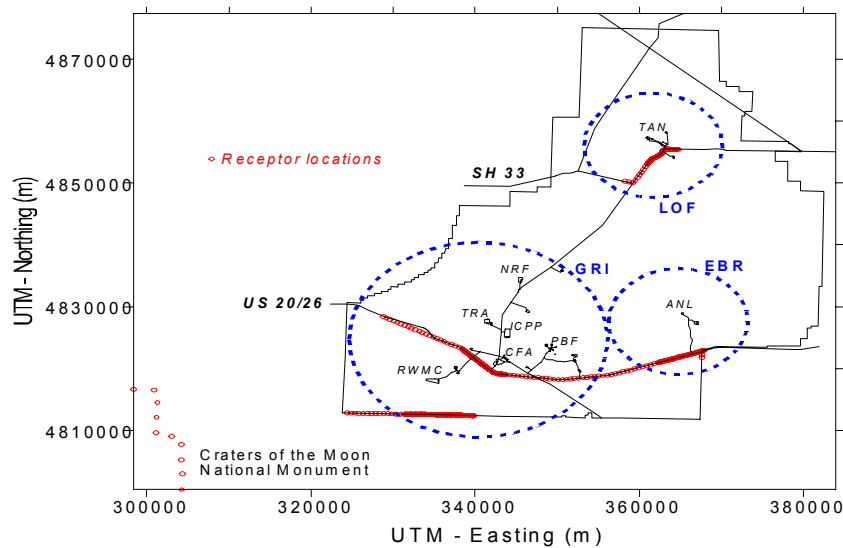 4870000
4850000
4830000
4810000
UTM - Northing (m)
Receptor locations
TAN
SH 33
LOF
NRF
GRI
EBR
US 20/26
TRA
ICPP
ANL
PBF
CFA
RWMC
Craters of the Moon
National Monument
300000
320000
340000
360000
380000
UTM - Easting (m)